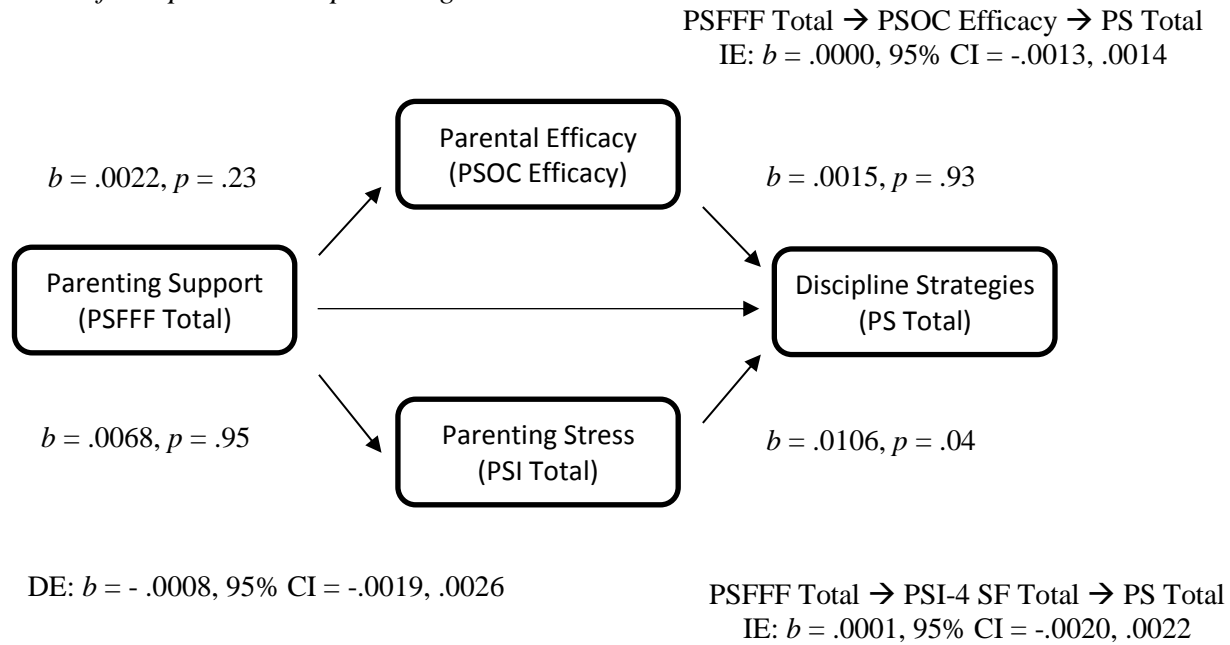 PSFFF Total → PSOC Efficacy → PS Total
IE: b = .0000, 95% CI = -.0013, .0014
Parental Efficacy
(PSOC Efficacy)
b = .0022, p = .23
b = .0015, p = .93
Parenting Support
(PSFFF Total)
Discipline Strategies
(PS Total)
b = .0068, p = .95
Parenting Stress
(PSI Total)
b = .0106, p = .04
DE: b = - .0008, 95% CI = -.0019, .0026
PSFFF Total → PSI-4 SF Total → PS Total
IE: b = .0001, 95% CI = -.0020, .0022